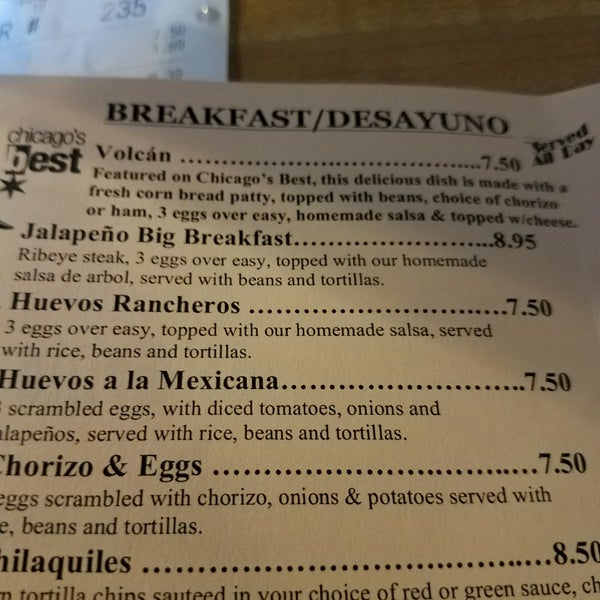 R # 235
BREAKFAST/DESAYUNO
chicago's
best
Served
All Day
Volcán ........................................7.50
Featured on Chicago's Best, this delicious dish is made with a
fresh corn bread patty, topped with beans, choice of chorizo
or ham, 3 eggs over easy, homemade salsa & topped w/cheese.
Jalapeño Big Breakfast..........................8.95
Ribeye steak, 3 eggs over easy, topped with our homemade
salsa de arbol, served with beans and tortillas.
Huevos Rancheros ..............................7.50
3 eggs over easy, topped with our homemade salsa, served
with rice, beans and tortillas.
Huevos a la Mexicana............................7.50
scrambled eggs, with diced tomatoes, onions and
alapeños, served with rice, beans and tortillas.
Chorizo & Eggs ...................................7.50
eggs scrambled with chorizo, onions & potatoes served with
e, beans and tortillas.
hilaquiles ...........................................8.50
n tortilla chips sauteed in your choice of red or green sauce, ch